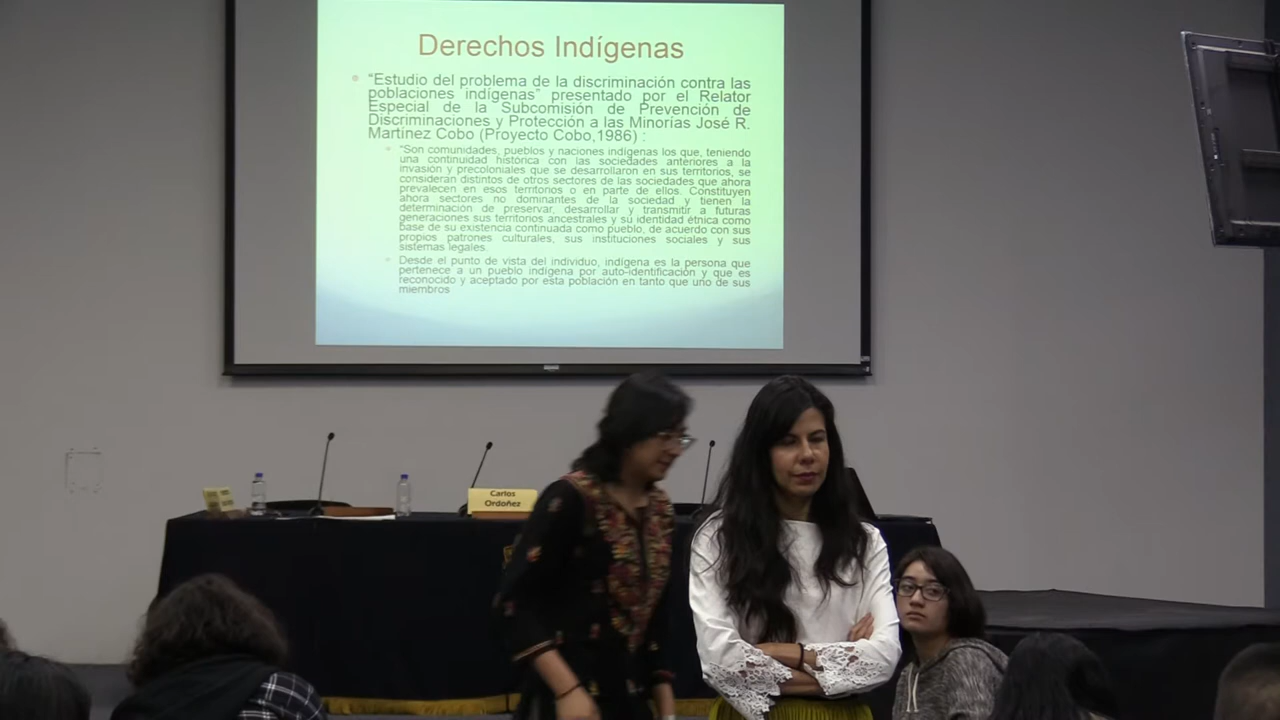 Derechos Indígenas
“Estudio del problema de la discriminación contra las
poblaciones indígenas” presentado por el Relator
Especial de la Subcomisión de Prevención de
Discriminaciones y Protección a las Minorías José R.
Martínez Cobo (Proyecto Cobo,1986) :
“Son comunidades, pueblos y naciones indígenas los que, teniendo
una continuidad histórica con las sociedades anteriores a la
invasión y precoloniales que se desarrollaron en sus territorios, se
consideran distintos de otros sectores de las sociedades que ahora
prevalecen en esos territorios o en parte de ellos. Constituyen
ahora sectores no dominantes de la sociedad y tienen la
determinación de preservar, desarrollar y transmitir a futuras
generaciones sus territorios ancestrales y su identidad étnica como
base de su existencia continuada como pueblo, de acuerdo con sus
propios patrones culturales, sus instituciones sociales y sus
sistemas legales.
Desde el punto de vista del individuo, indígena es la persona que
pertenece a un pueblo indígena por auto-identificación y que es
reconocido y aceptado por esta población en tanto que uno de sus
miembros
Carlos
Ordoñez